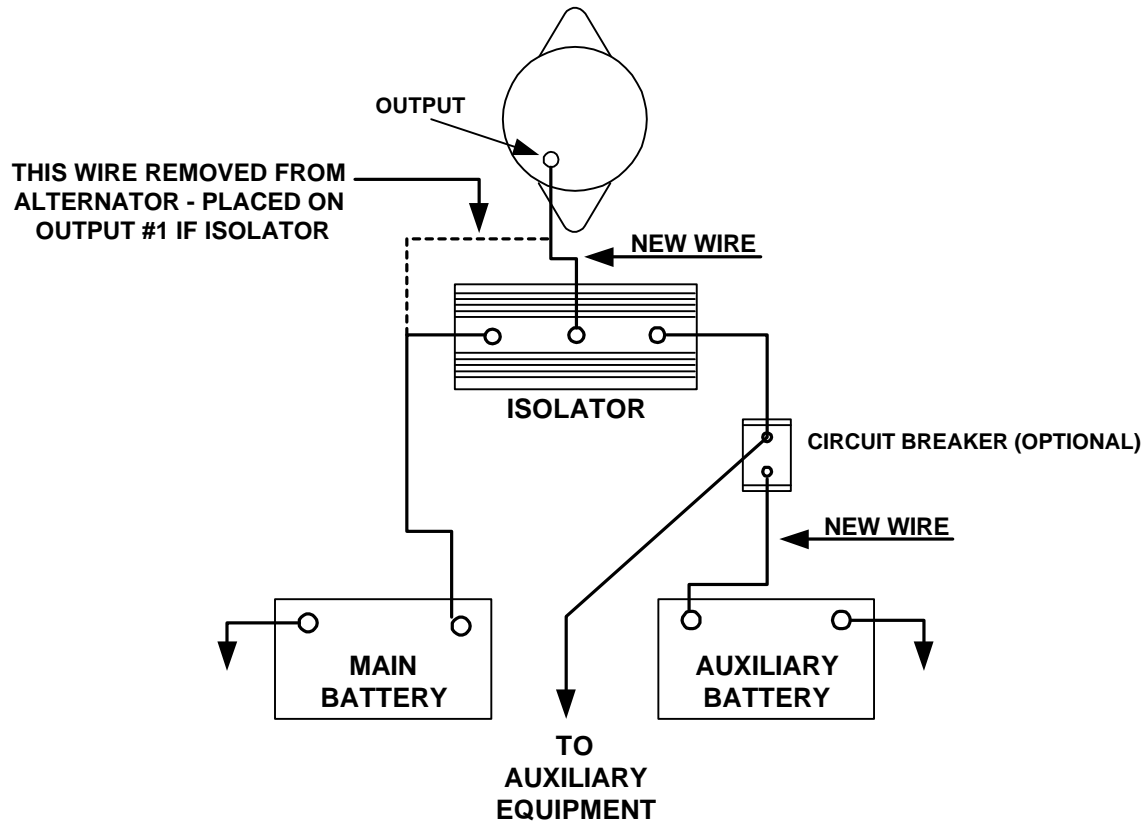 OUTPUT
THIS WIRE REMOVED FROM
ALTERNATOR - PLACED ON
OUTPUT #1 IF ISOLATOR
NEW WIRE
ISOLATOR
CIRCUIT BREAKER (OPTIONAL)
NEW WIRE
MAIN
BATTERY
AUXILIARY
BATTERY
TO
AUXILIARY
EQUIPMENT